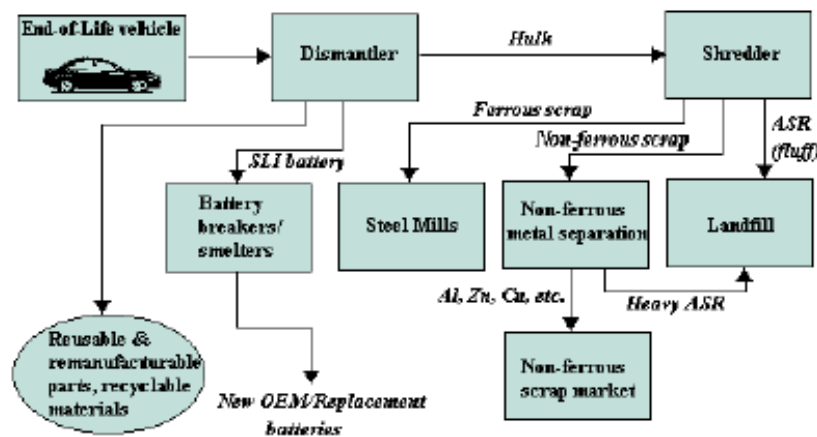 End-of-Life vehicle
Dismantler
Hulk
Shredder
Ferrous scrap
Non-ferrous scrap
ASR
(fluff)
SLI battery
Battery
breakers/
smelters
Steel Mills
Non-ferrous
metal separation
Landfill
Al, Zn, Cu, etc.
Heavy ASR
Reusable &
remanufacturable
parts, recyclable
materials
New OEM/Replacement
batteries
Non-ferrous
scrap market